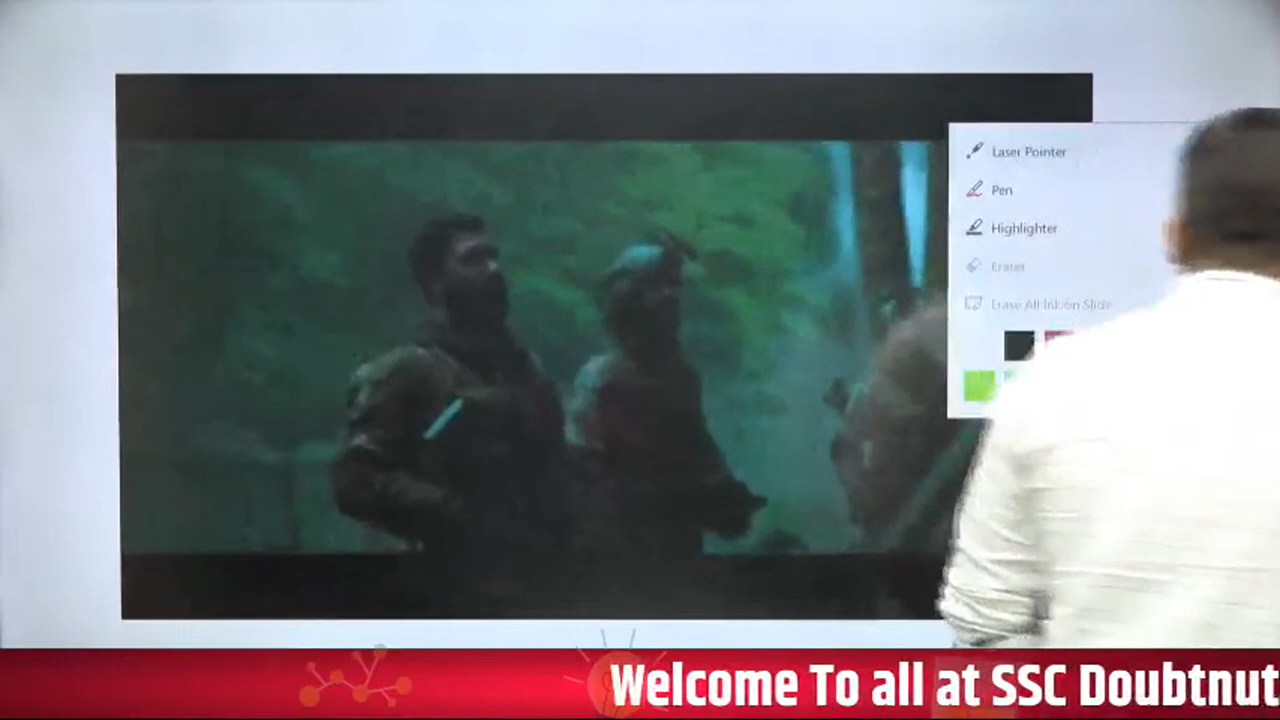 Laser Pointer
Pen
Highlighter
Eraser
Erase All Ink on Slide
Welcome To all at SSC Doubtnut